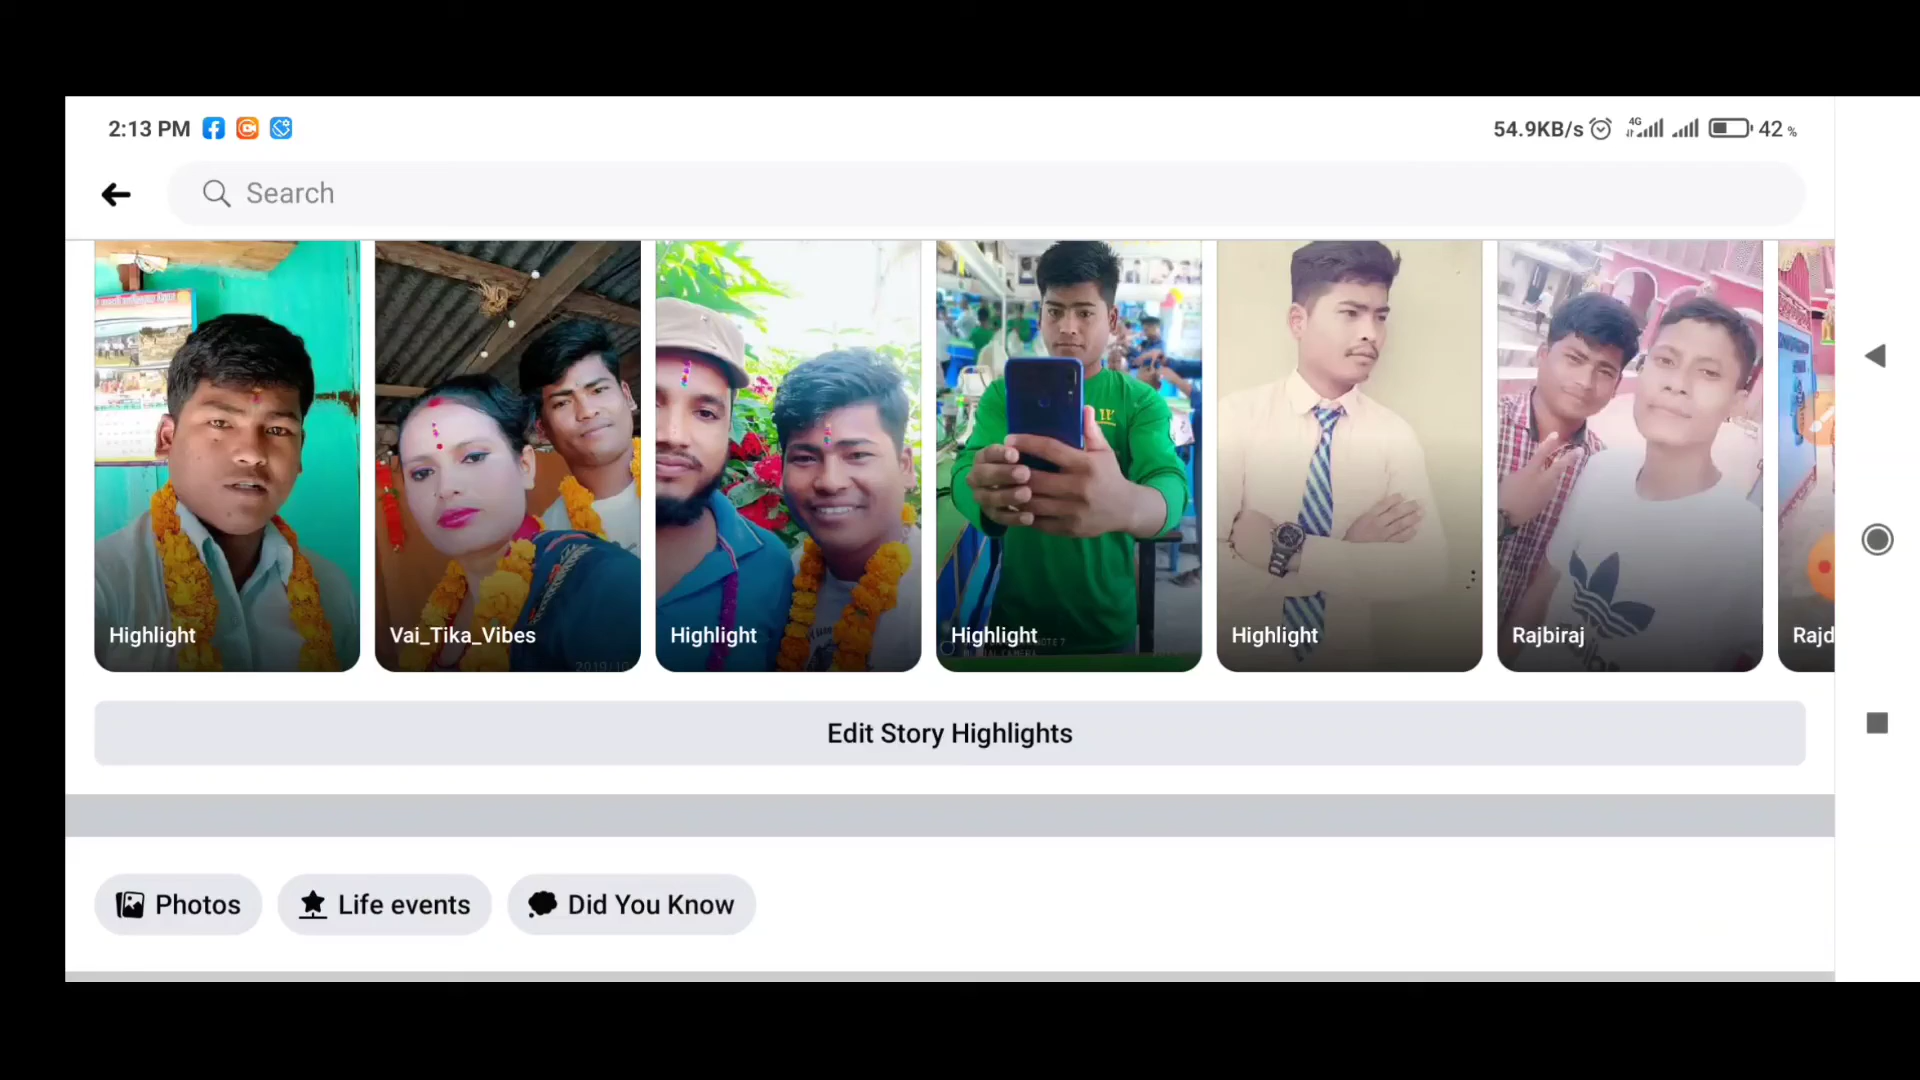 2:13 PM
54.9KB/s
4G
42 %
Search
Highlight
Vai_Tika_Vibes
Highlight
Highlight
Highlight
Rajbiraj
Rajd
Edit Story Highlights
Photos
Life events
Did You Know